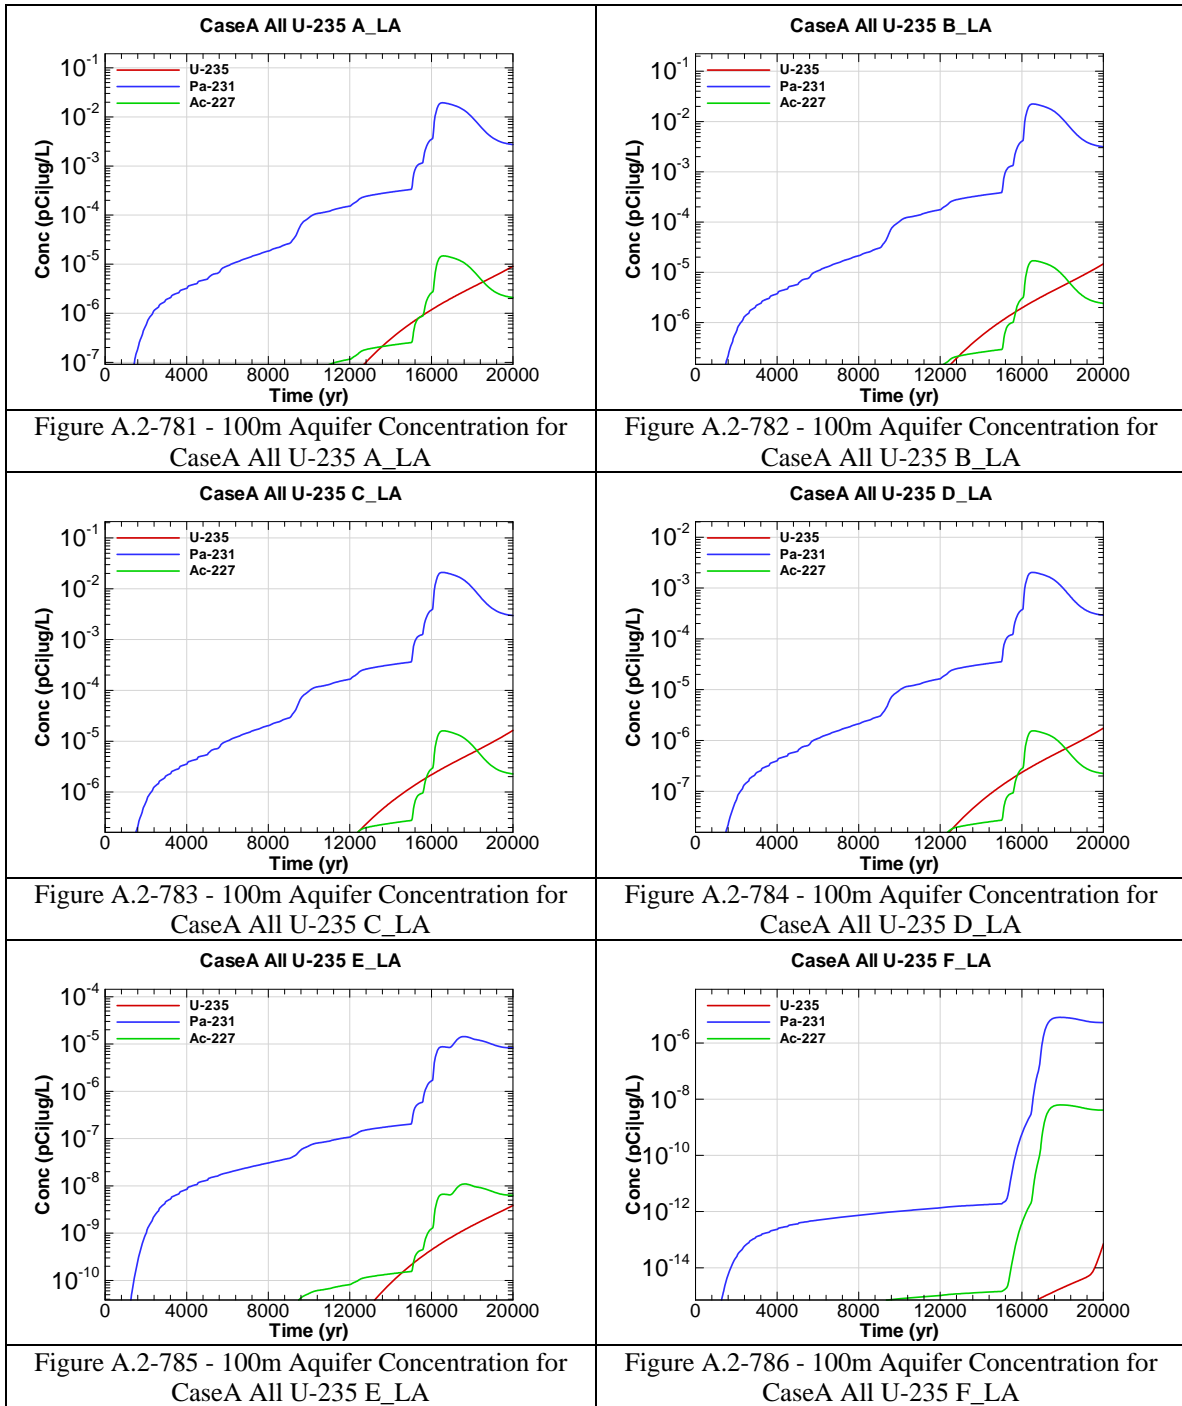 CaseA All U-235 A_LA
U-235
Pa-231
Ac-227
10^-1
10^-2
10^-3
10^-4
10^-5
10^-6
10^-7
Conc (pCi|ug/L)
0 4000 8000 12000 16000 20000
Time (yr)
Figure A.2-781 - 100m Aquifer Concentration for
CaseA All U-235 A_LA
CaseA All U-235 B_LA
U-235
Pa-231
Ac-227
10^-1
10^-2
10^-3
10^-4
10^-5
10^-6
Conc (pCi|ug/L)
0 4000 8000 12000 16000 20000
Time (yr)
Figure A.2-782 - 100m Aquifer Concentration for
CaseA All U-235 B_LA
CaseA All U-235 C_LA
U-235
Pa-231
Ac-227
10^-1
10^-2
10^-3
10^-4
10^-5
10^-6
Conc (pCi|ug/L)
0 4000 8000 12000 16000 20000
Time (yr)
Figure A.2-783 - 100m Aquifer Concentration for
CaseA All U-235 C_LA
CaseA All U-235 D_LA
U-235
Pa-231
Ac-227
10^-2
10^-3
10^-4
10^-5
10^-6
10^-7
Conc (pCi|ug/L)
0 4000 8000 12000 16000 20000
Time (yr)
Figure A.2-784 - 100m Aquifer Concentration for
CaseA All U-235 D_LA
CaseA All U-235 E_LA
U-235
Pa-231
Ac-227
10^-4
10^-5
10^-6
10^-7
10^-8
10^-9
10^-10
Conc (pCi|ug/L)
0 4000 8000 12000 16000 20000
Time (yr)
Figure A.2-785 - 100m Aquifer Concentration for
CaseA All U-235 E_LA
CaseA All U-235 F_LA
U-235
Pa-231
Ac-227
10^-6
10^-8
10^-10
10^-12
10^-14
Conc (pCi|ug/L)
0 4000 8000 12000 16000 20000
Time (yr)
Figure A.2-786 - 100m Aquifer Concentration for
CaseA All U-235 F_LA